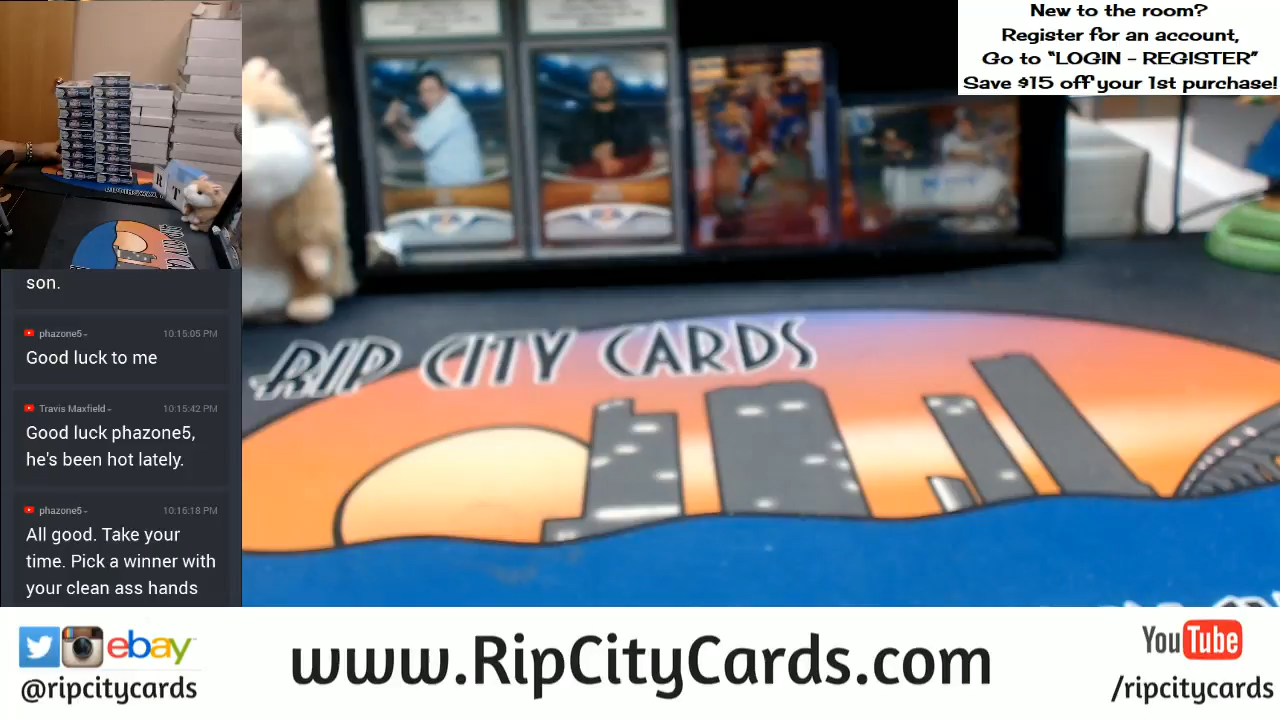 New to the room?
Register for an account,
Go to "LOGIN - REGISTER"
Save $15 off your 1st purchase!
son.
phazone5- 10:15:05 PM
Good luck to me
Travis Maxfield- 10:15:42 PM
Good luck phazone5,
he's been hot lately.
phazone5- 10:16:18 PM
All good. Take your
time. Pick a winner with
your clean ass hands
RIP CITY CARDS
ebay
@ripcitycards
www.RipCityCards.com
YouTube
/ripcitycards